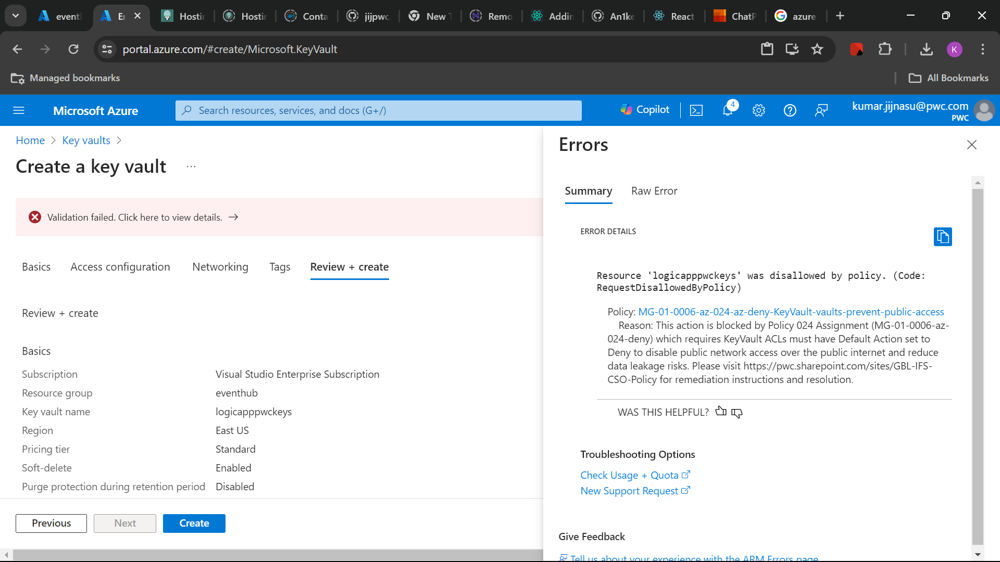 event
E
Hostin
Hostin
Conta
jijpwc
New T
Remo
Addin
An1ke
React
ChatP
azure
portal.azure.com/#create/Microsoft.KeyVault
K
Managed bookmarks
All Bookmarks
Microsoft Azure
Search resources, services, and docs (G+/)
Copilot
4
kumar.jijnasu@pwc.com
PWC
Home > Key vaults >
Create a key vault ...
Validation failed. Click here to view details. →
Basics
Access configuration
Networking
Tags
Review + create
Review + create
Basics
Subscription Visual Studio Enterprise Subscription
Resource group eventhub
Key vault name logicapppwckeys
Region East US
Pricing tier Standard
Soft-delete Enabled
Purge protection during retention period Disabled
Previous
Next
Create
Errors
Summary
Raw Error
ERROR DETAILS
Resource 'logicapppwckeys' was disallowed by policy. (Code:
RequestDisallowedByPolicy)
Policy: MG-01-0006-az-024-az-deny-KeyVault-vaults-prevent-public-access
Reason: This action is blocked by Policy 024 Assignment (MG-01-0006-az-
024-deny) which requires KeyVault ACLs must have Default Action set to
Deny to disable public network access over the public internet and reduce
data leakage risks. Please visit https://pwc.sharepoint.com/sites/GBL-IFS-
CSO-Policy for remediation instructions and resolution.
WAS THIS HELPFUL?
Troubleshooting Options
Check Usage + Quota
New Support Request
Give Feedback
Tell us about your experience with the ARM Errors page